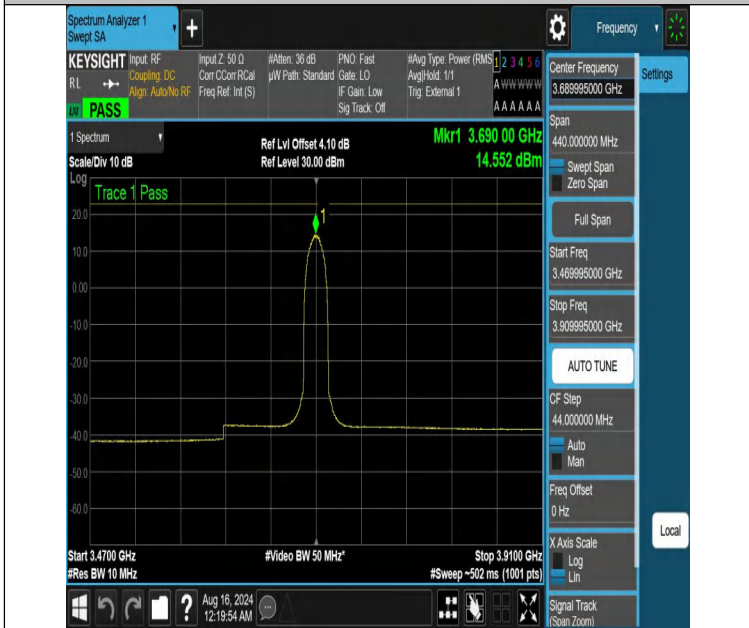 Spectrum Analyzer 1
Swept SA
+
Frequency
KEYSIGHT
RL
LXI
PASS
Input: RF
Coupling: DC
Align: Auto/No RF
Input Z: 50 Ω
Corr CCorr RCal
Freq Ref: Int (S)
#Atten: 36 dB
µW Path: Standard
PNO: Fast
Gate: LO
IF Gain: Low
Sig Track: Off
#Avg Type: Power (RMS
Avg|Hold: 1/1
Trig: External 1
1 2 3 4 5 6
A W W W W W
A A A A A A
1 Spectrum
Scale/Div 10 dB
Ref Lvl Offset 4.10 dB
Ref Level 30.00 dBm
Mkr1 3.690 00 GHz
14.552 dBm
Log
Trace 1 Pass
1
20.0
10.0
0.00
-10.0
-20.0
-30.0
-40.0
-50.0
-60.0
Start 3.4700 GHz
#Res BW 10 MHz
#Video BW 50 MHz*
Stop 3.9100 GHz
#Sweep ~502 ms (1001 pts)
Aug 16, 2024
12:19:54 AM
?
Center Frequency
3.689995000 GHz
Settings
Span
440.000000 MHz
Swept Span
Zero Span
Full Span
Start Freq
3.469995000 GHz
Stop Freq
3.909995000 GHz
AUTO TUNE
CF Step
44.000000 MHz
Auto
Man
Freq Offset
0 Hz
X Axis Scale
Log
Lin
Local
Signal Track
(Span Zoom)